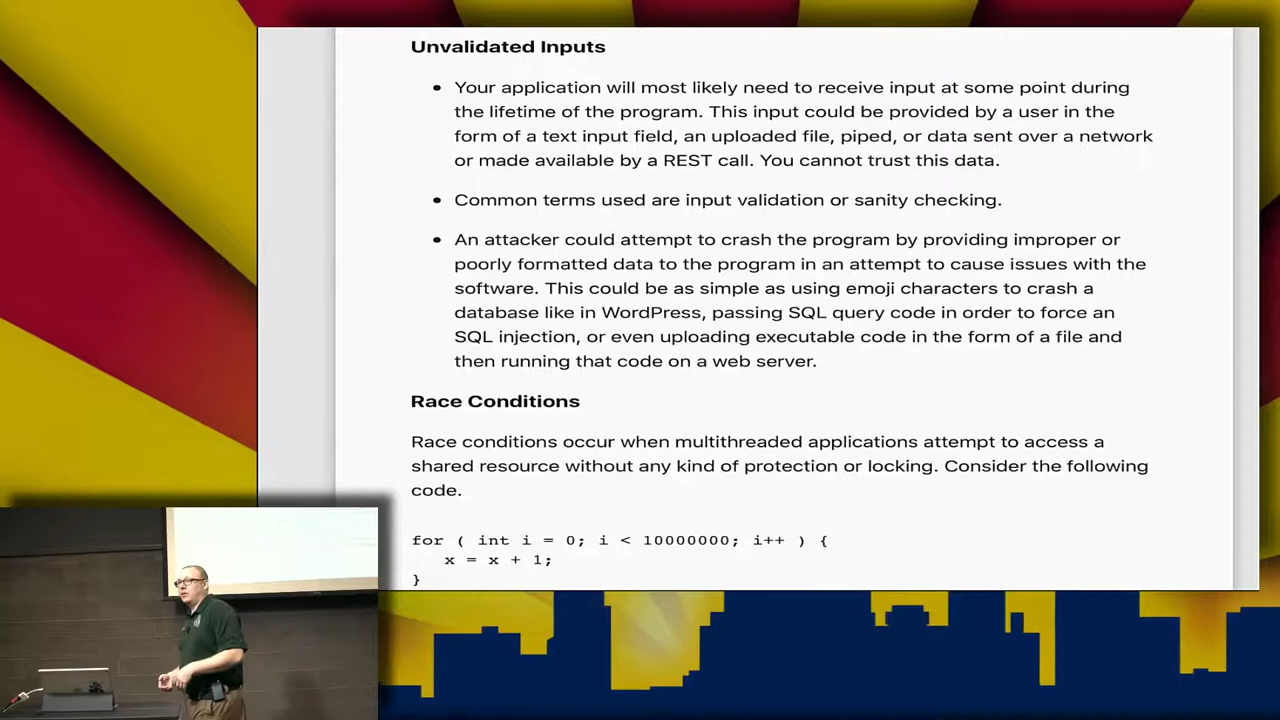 Unvalidated Inputs
• Your application will most likely need to receive input at some point during
the lifetime of the program. This input could be provided by a user in the
form of a text input field, an uploaded file, piped, or data sent over a network
or made available by a REST call. You cannot trust this data.
• Common terms used are input validation or sanity checking.
• An attacker could attempt to crash the program by providing improper or
poorly formatted data to the program in an attempt to cause issues with the
software. This could be as simple as using emoji characters to crash a
database like in WordPress, passing SQL query code in order to force an
SQL injection, or even uploading executable code in the form of a file and
then running that code on a web server.
Race Conditions
Race conditions occur when multithreaded applications attempt to access a
shared resource without any kind of protection or locking. Consider the following
code.
for ( int i = 0; i < 10000000; i++ ) {
x = x + 1;
}